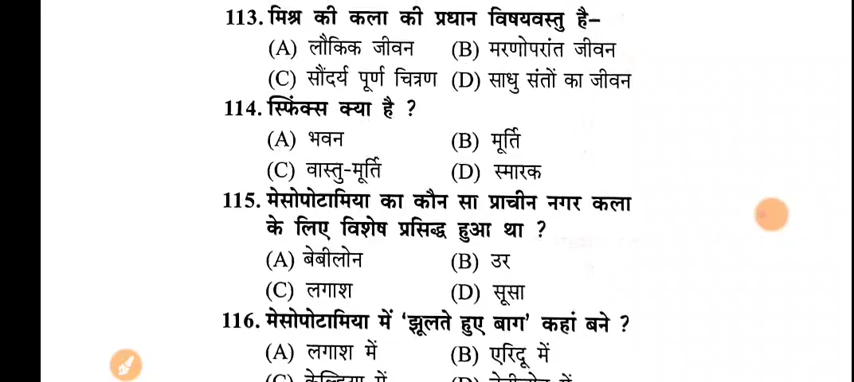 113. मिश्र की कला की प्रधान विषयवस्तु है–
(A) लौकिक जीवन (B) मरणोपरांत जीवन
(C) सौंदर्य पूर्ण चित्रण (D) साधु संतों का जीवन
114. स्फिंक्स क्या है ?
(A) भवन (B) मूर्ति
(C) वास्तु-मूर्ति (D) स्मारक
115. मेसोपोटामिया का कौन सा प्राचीन नगर कला
के लिए विशेष प्रसिद्ध हुआ था ?
(A) बेबीलोन (B) उर
(C) लगाश (D) सूसा
116. मेसोपोटामिया में ‘झूलते हुए बाग’ कहां बने ?
(A) लगाश में (B) एरिदू में